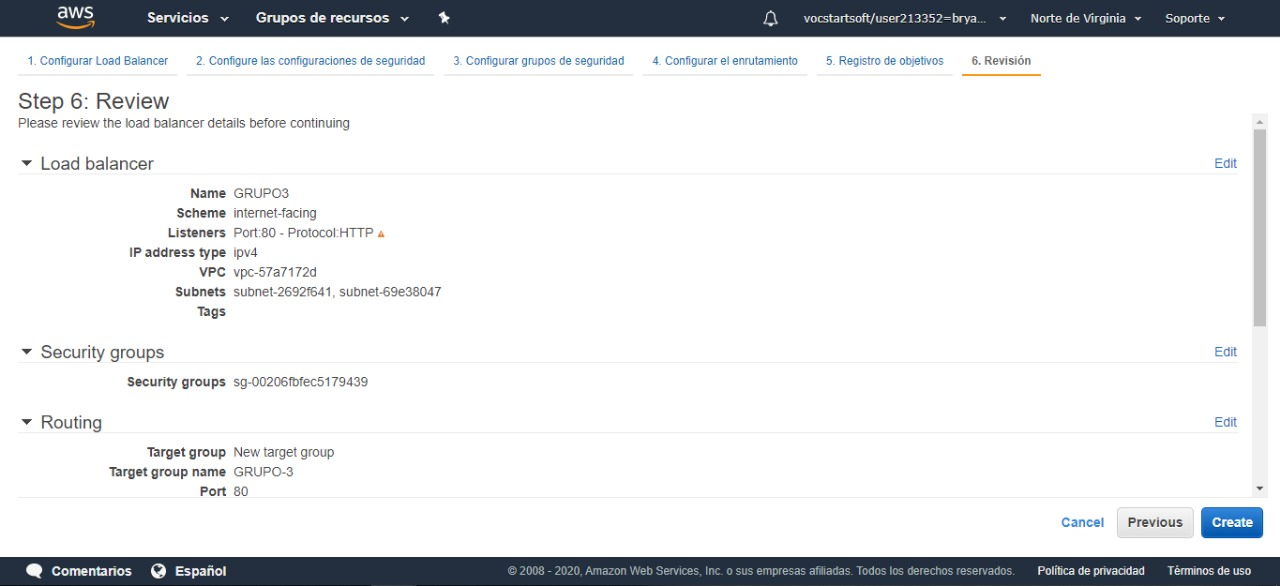 aws Servicios Grupos de recursos vocstartsoft/user213352=brya... Norte de Virginia Soporte
1. Configurar Load Balancer 2. Configure las configuraciones de seguridad 3. Configurar grupos de seguridad 4. Configurar el enrutamiento 5. Registro de objetivos 6. Revisión
Step 6: Review
Please review the load balancer details before continuing
Load balancer Edit
Name GRUPO3
Scheme internet-facing
Listeners Port:80 - Protocol:HTTP
IP address type ipv4
VPC vpc-57a7172d
Subnets subnet-2692f641, subnet-69e38047
Tags
Security groups Edit
Security groups sg-00206fbfec5179439
Routing Edit
Target group New target group
Target group name GRUPO-3
Port 80
Cancel Previous Create
Comentarios Español © 2008 - 2020, Amazon Web Services, Inc. o sus empresas afiliadas. Todos los derechos reservados. Política de privacidad Términos de uso